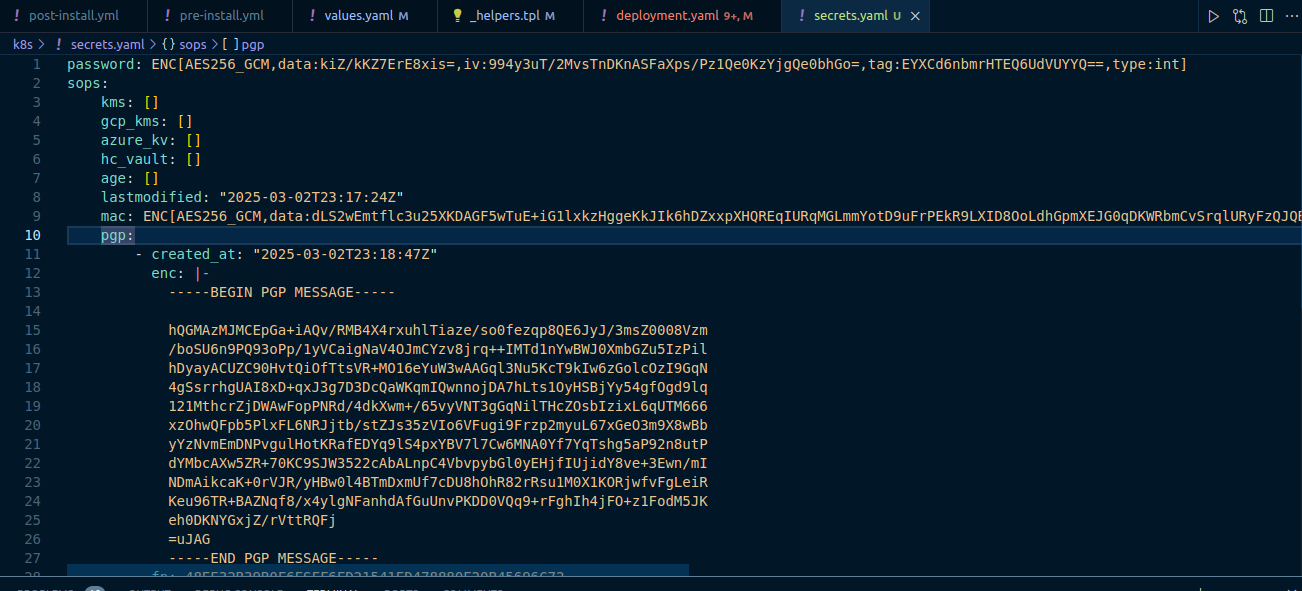 ! post-install.yml ! pre-install.yml ! values.yaml M _helpers.tpl M ! deployment.yaml 9+, M ! secrets.yaml U
k8s > ! secrets.yaml > {} sops > [ ] pgp
1 password: ENC[AES256_GCM,data:kiZ/kKZ7ErE8xis=,iv:994y3uT/2MvsTnDKnASFaXps/Pz1Qe0KzYjgQe0bhGo=,tag:EYXCd6nbmrHTEQ6UdVUYYQ==,type:int]
2 sops:
3 kms: []
4 gcp_kms: []
5 azure_kv: []
6 hc_vault: []
7 age: []
8 lastmodified: "2025-03-02T23:17:24Z"
9 mac: ENC[AES256_GCM,data:dLS2wEmtflc3u25XKDAGF5wTuE+iG1lxkzHggeKkJIk6hDZxxpXHQREqIURqMGLmmYotD9uFrPEkR9LXID8OoLdhGpmXEJG0qDKWRbmCvSrqlURyFzQJQE
10 pgp:
11 - created_at: "2025-03-02T23:18:47Z"
12 enc: |-
13 -----BEGIN PGP MESSAGE-----
14
15 hQGMAzMJMCEpGa+iAQv/RMB4X4rxuhlTiaze/so0fezqp8QE6JyJ/3msZ0008Vzm
16 /boSU6n9PQ93oPp/1yVCaigNaV4OJmCYzv8jrq++IMTd1nYwBWJ0XmbGZu5IzPil
17 hDyayACUZC90HvtQiOfTtsVR+MO16eYuW3wAAGql3Nu5KcT9kIw6zGolcOzI9GqN
18 4gSsrrhgUAI8xD+qxJ3g7D3DcQaWKqmIQwnnojDA7hLts1OyHSBjYy54gfOgd9lq
19 121MthcrZjDWAwFopPNRd/4dkXwm+/65vyVNT3gGqNilTHcZOsbIzixL6qUTM666
20 xzOhwQFpb5PlxFL6NRJjtb/stZJs35zVIo6VFugi9Frzp2myuL67xGeO3m9X8wBb
21 yYzNvmEmDNPvgulHotKRafEDYq9lS4pxYBV7l7Cw6MNA0Yf7YqTshg5aP92n8utP
22 dYMbcAXw5ZR+70KC9SJW3522cAbALnpC4VbvpybGl0yEHjfIUjidY8ve+3Ewn/mI
23 NDmAikcaK+0rVJR/yHBw0l4BTmDxmUf7cDU8hOhR82rRsu1M0X1KORjwfvFgLeiR
24 Keu96TR+BAZNqf8/x4ylgNFanhdAfGuUnvPKDD0VQq9+rFghIh4jFO+z1FodM5JK
25 eh0DKNYGxjZ/rVttRQFj
26 =uJAG
27 -----END PGP MESSAGE-----